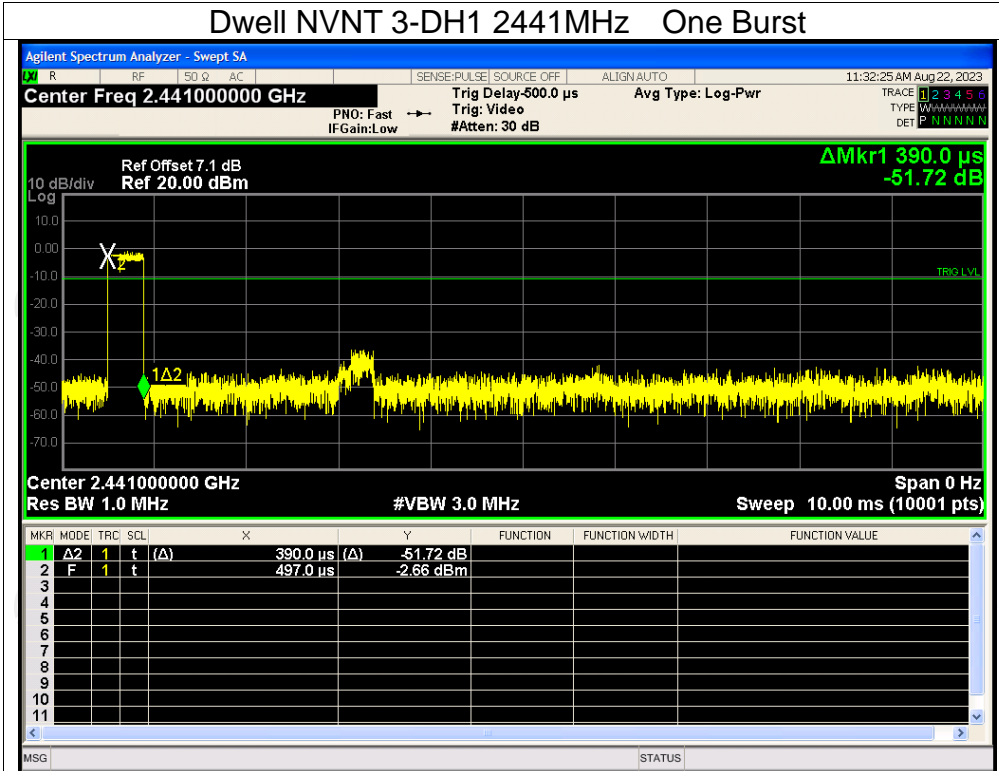 Dwell NVNT 3-DH1 2441MHz One Burst
Agilent Spectrum Analyzer - Swept SA
LXI R RF 50 Ω AC SENSE:PULSE SOURCE OFF ALIGN AUTO 11:32:25 AM Aug 22, 2023
Center Freq 2.441000000 GHz Trig Delay-500.0 µs Avg Type: Log-Pwr TRACE 1 2 3 4 5 6
PNO: Fast Trig: Video TYPE WWWWWW
IFGain:Low #Atten: 30 dB DET P N N N N N
ΔMkr1 390.0 µs
-51.72 dB
Ref Offset 7.1 dB
10 dB/div Ref 20.00 dBm
Log
10.0
0.00
X2
-10.0 TRIG LVL
-20.0
-30.0
-40.0
1Δ2
-50.0
-60.0
-70.0
Center 2.441000000 GHz Span 0 Hz
Res BW 1.0 MHz #VBW 3.0 MHz Sweep 10.00 ms (10001 pts)
MKR MODE TRC SCL X Y FUNCTION FUNCTION WIDTH FUNCTION VALUE
1 Δ2 1 t (Δ) 390.0 µs (Δ) -51.72 dB
2 F 1 t 497.0 µs -2.66 dBm
3
4
5
6
7
8
9
10
11
MSG STATUS